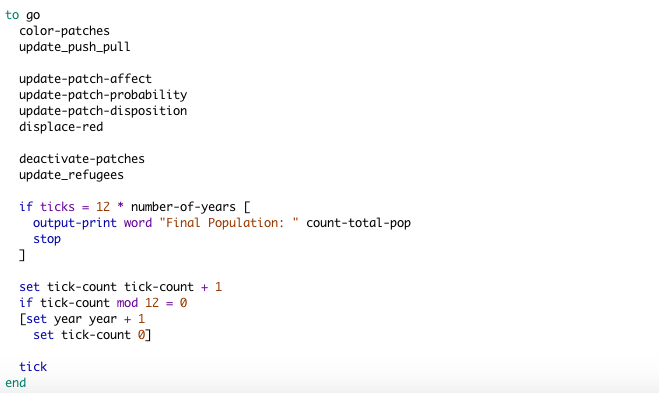 to go
  color-patches
  update_push_pull

  update-patch-affect
  update-patch-probability
  update-patch-disposition
  displace-red

  deactivate-patches
  update_refugees

  if ticks = 12 * number-of-years [
    output-print word "Final Population: " count-total-pop
    stop
  ]

  set tick-count tick-count + 1
  if tick-count mod 12 = 0
  [set year year + 1
    set tick-count 0]

  tick
end